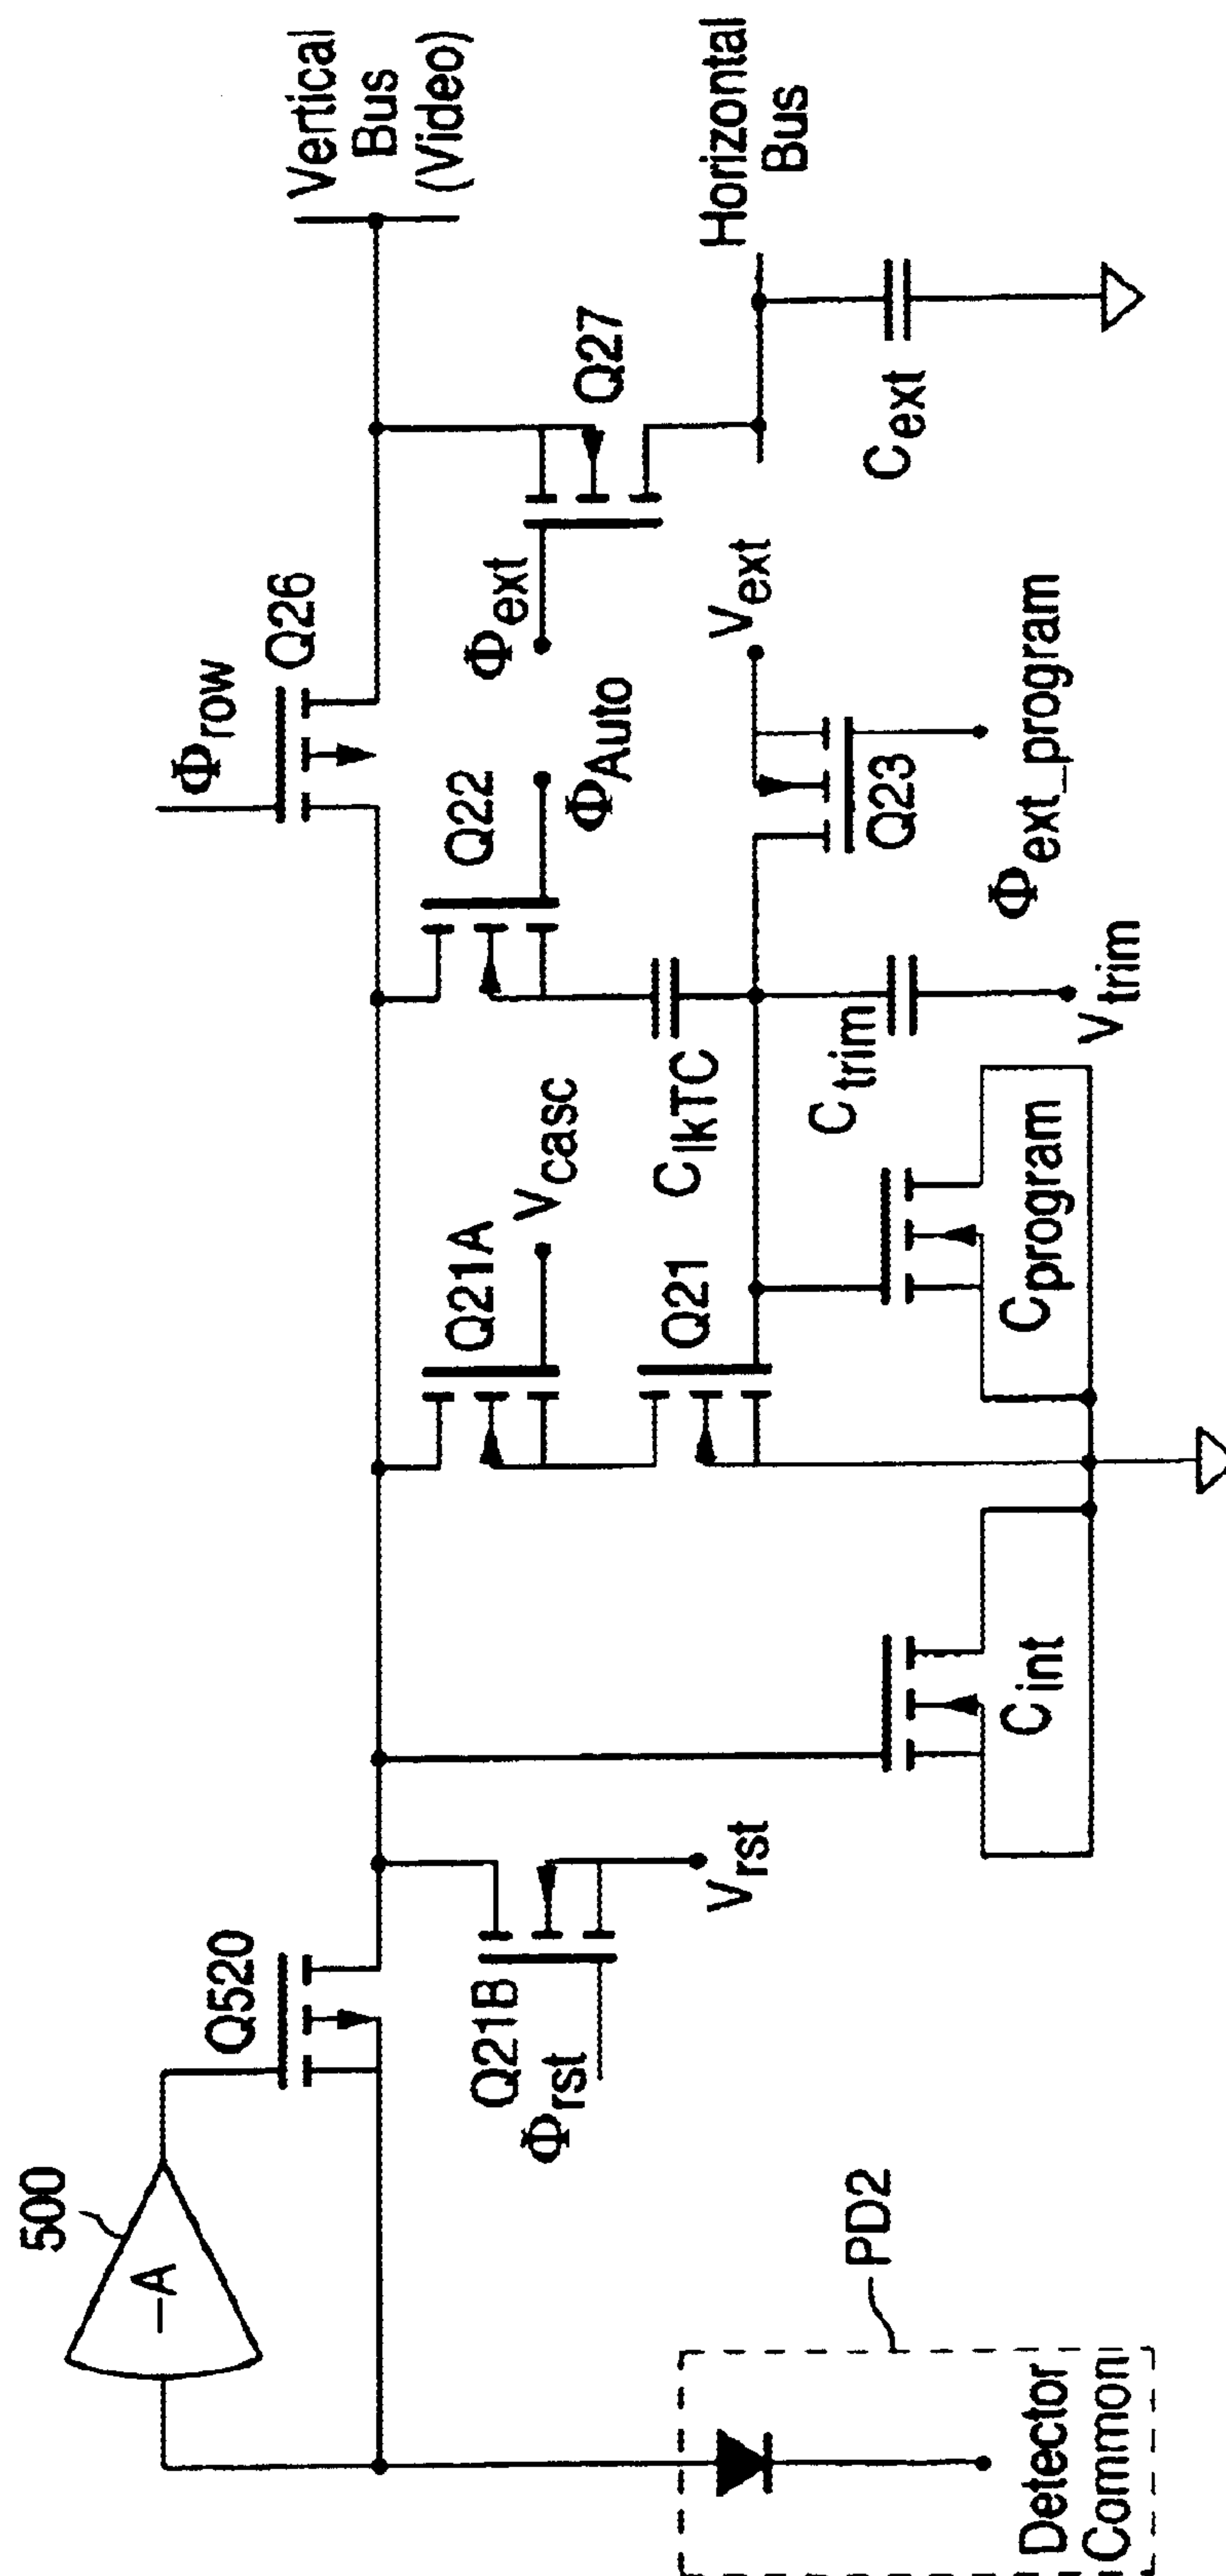 500
–A
Q520
Q21B
Φrst
Vrst
PD2
Detector
Common
Cint
Q21A
Vcasc
Q21
Cprogram
Q22
ΦAuto
ClkTC
Ctrim
Vtrim
Φrow
Q26
Φext
Q27
Vext
Q23
Φext_program
Vertical
Bus
(Video)
Horizontal
Bus
Cext